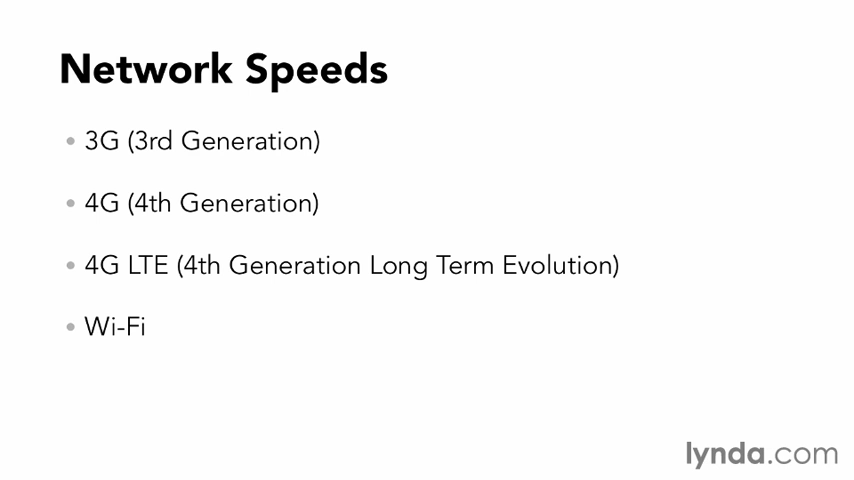 Network Speeds
• 3G (3rd Generation)
• 4G (4th Generation)
• 4G LTE (4th Generation Long Term Evolution)
• Wi-Fi
lynda.com